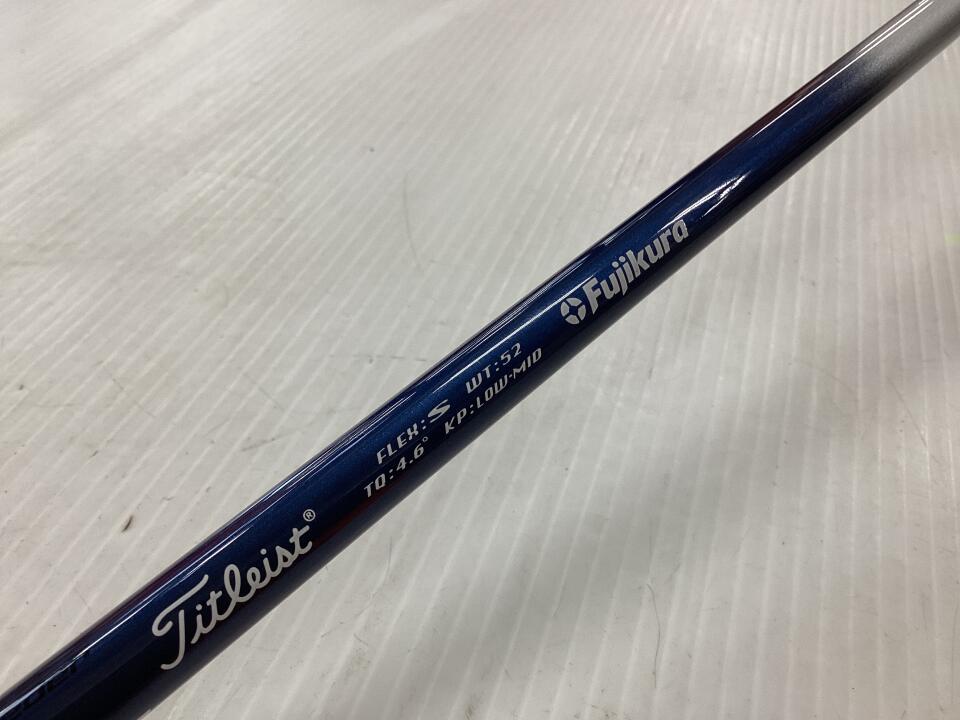 Titleist®
FLEX:S WT:52
TQ:4.6° KP:LOW-MID
Fujikura